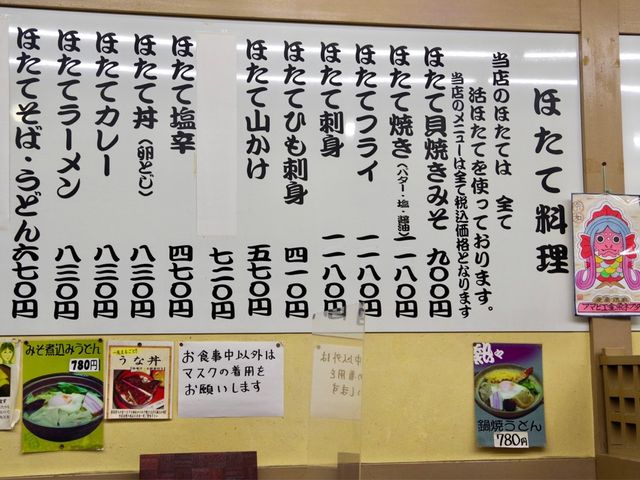 ほたて料理
当店のほたては 全て
活ほたてを使っております。
当店のメニューは全て税込価格となります
ほたて貝焼きみそ 九〇〇円
ほたて焼き(バター・塩・醤油) 一一八〇円
ほたてフライ 一一八〇円
ほたて刺身 一一八〇円
ほたてひも刺身 四一〇円
ほたて山かけ 五七〇円
七二〇円
ほたて塩辛 四七〇円
ほたて丼(卵とじ) 八三〇円
ほたてカレー 八三〇円
ほたてラーメン 八三〇円
ほたてそば・うどん 六七〇円
みそ煮込みうどん
780円
うな丼
お食事中以外は
マスクの着用を
お願いします
熱々
鍋焼うどん
780円